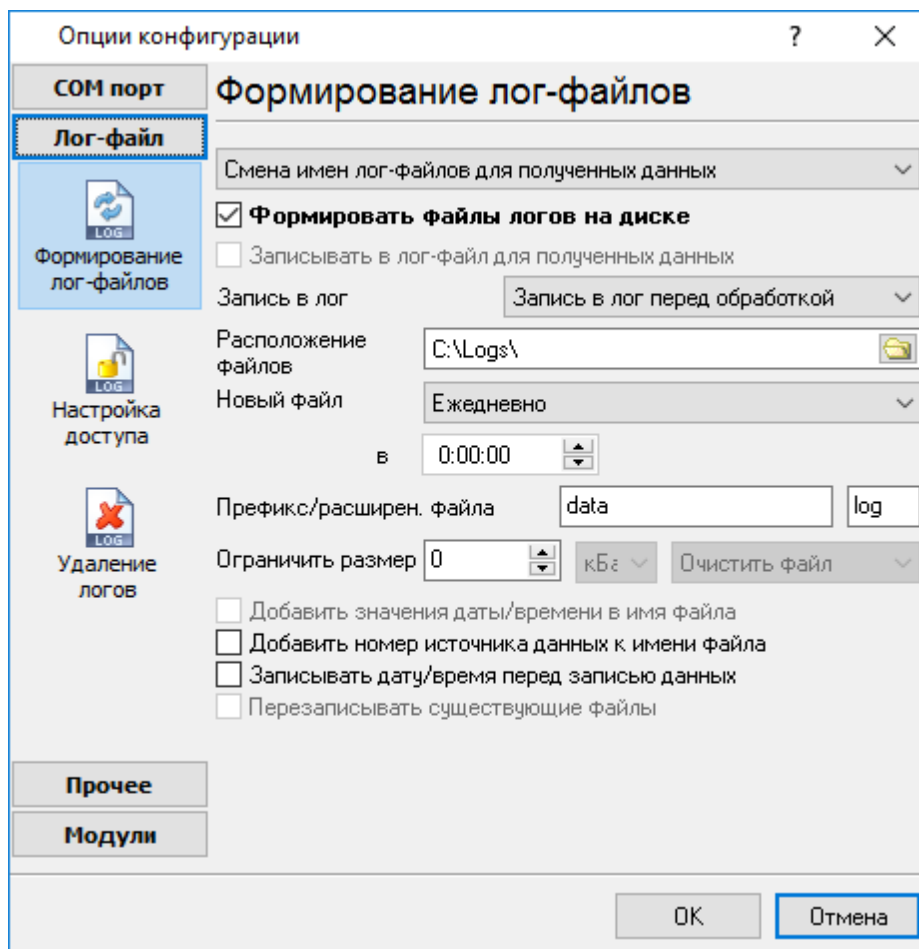 Опции конфигурации
?
COM порт
Лог-файл
LOG
Формирование
лог-файлов
LOG
Настройка
доступа
LOG
Удаление
логов
Прочее
Модули
Формирование лог-файлов
Смена имен лог-файлов для полученных данных
Формировать файлы логов на диске
Записывать в лог-файл для полученных данных
Запись в лог Запись в лог перед обработкой
Расположение
файлов
C:\Logs\
Новый файл Ежедневно
в 0:00:00
Префикс/расширен. файла data log
Ограничить размер 0 кБа Очистить файл
Добавить значения даты/времени в имя файла
Добавить номер источника данных к имени файла
Записывать дату/время перед записью данных
Перезаписывать существующие файлы
OK Отмена